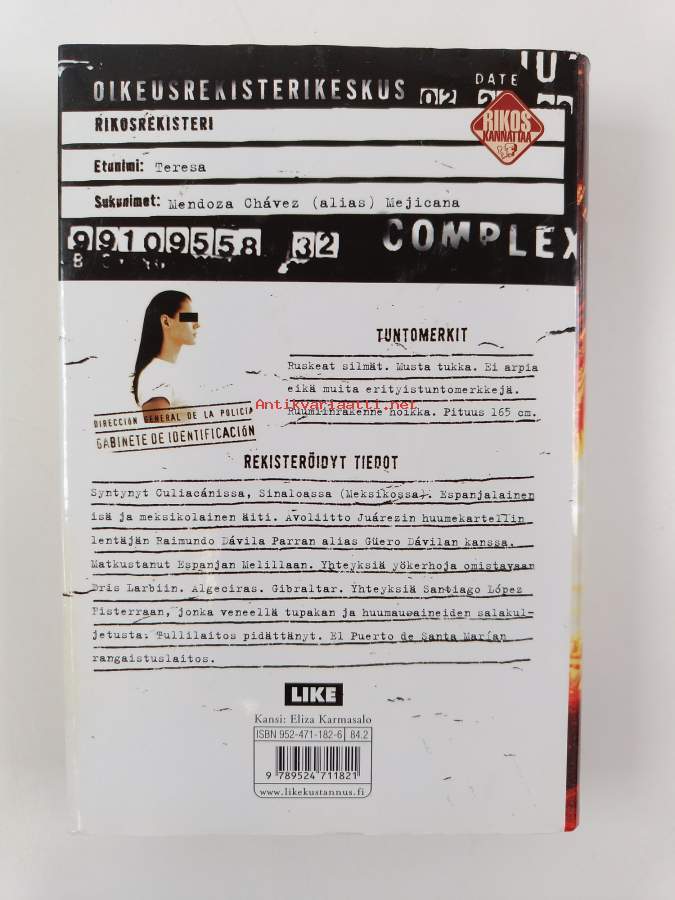 DATE
OIKEUSREKISTERIKESKUS
RIKOS
KANNATTAA
RIKOSREKISTERI
Etunimi: Teresa
Sukunimet: Mendoza Chávez (alias) Mejicana
99109558 32 COMPLEX
TUNTOMERKIT
Ruskeat silmät. Musta tukka. Ei arpia
eikä muita erityistuntomerkkejä.
Ruumiinrakenne hoikka. Pituus 165 cm.
Antikvariaatti.net
DIRECCIÓN GENERAL DE LA POLICIA
GABINETE DE IDENTIFICACIÓN
REKISTERÖIDYT TIEDOT
Syntynyt Culiacánissa, Sinaloassa (Meksikossa). Espanjalainen
isä ja meksikolainen äiti. Avoliitto Juárezin huumekartellin
lentäjän Raimundo Dávila Parran alias Güero Dávilan kanssa.
Matkustanut Espanjan Melillaan. Yhteyksiä yökerhoja omistavaan
Dris Larbiin. Algeciras. Gibraltar. Yhteyksiä Santiago López
Pisterraan, jonka veneellä tupakan ja huumausaineiden salakul-
jetusta. Tullilaitos pidättänyt. El Puerto de Santa Marían
rangaistuslaitos.
LIKE
Kansi: Eliza Karmasalo
ISBN 952-471-182-6 84.2
9 789524 711821
www.likekustannus.fi